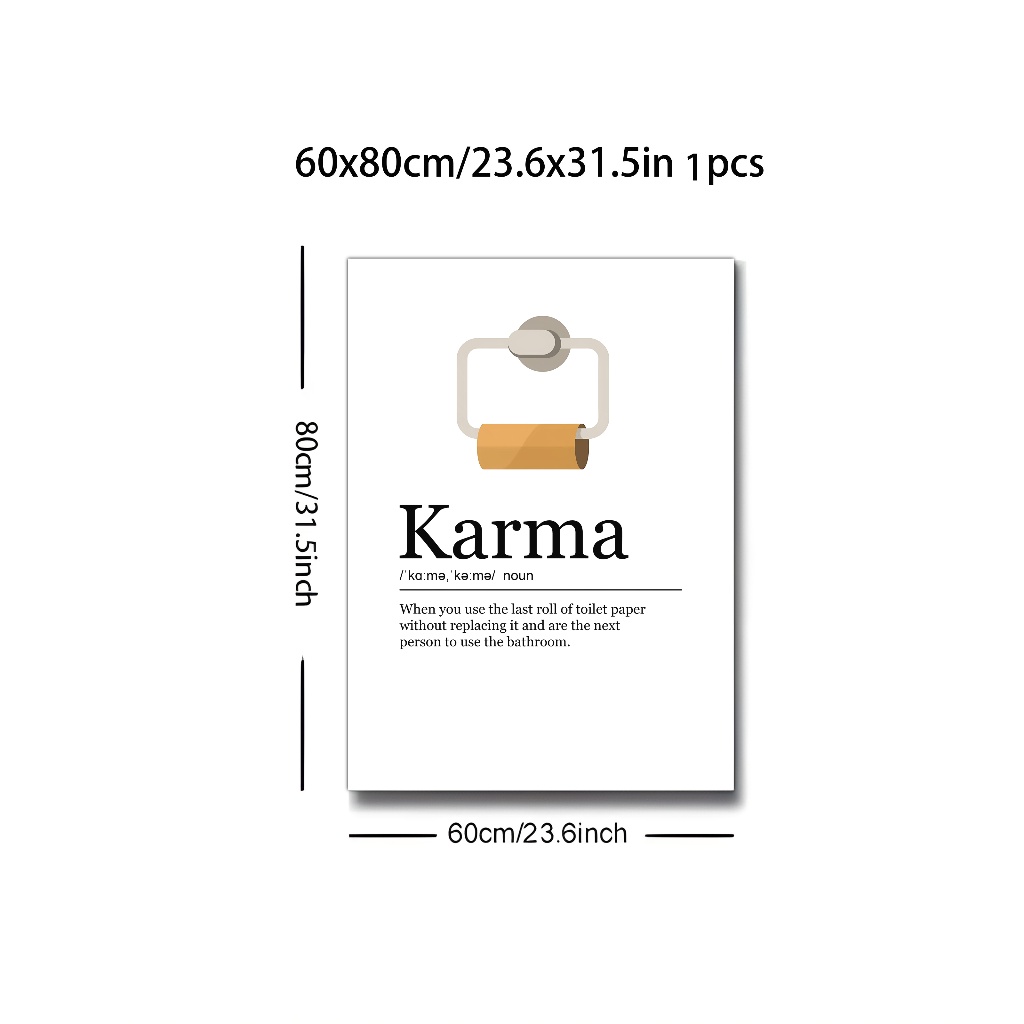 60x80cm/23.6x31.5in 1pcs
80cm/31.5inch
Karma
/ˈkɑːmə,ˈkəːmə/ noun
When you use the last roll of toilet paper
without replacing it and are the next
person to use the bathroom.
60cm/23.6inch